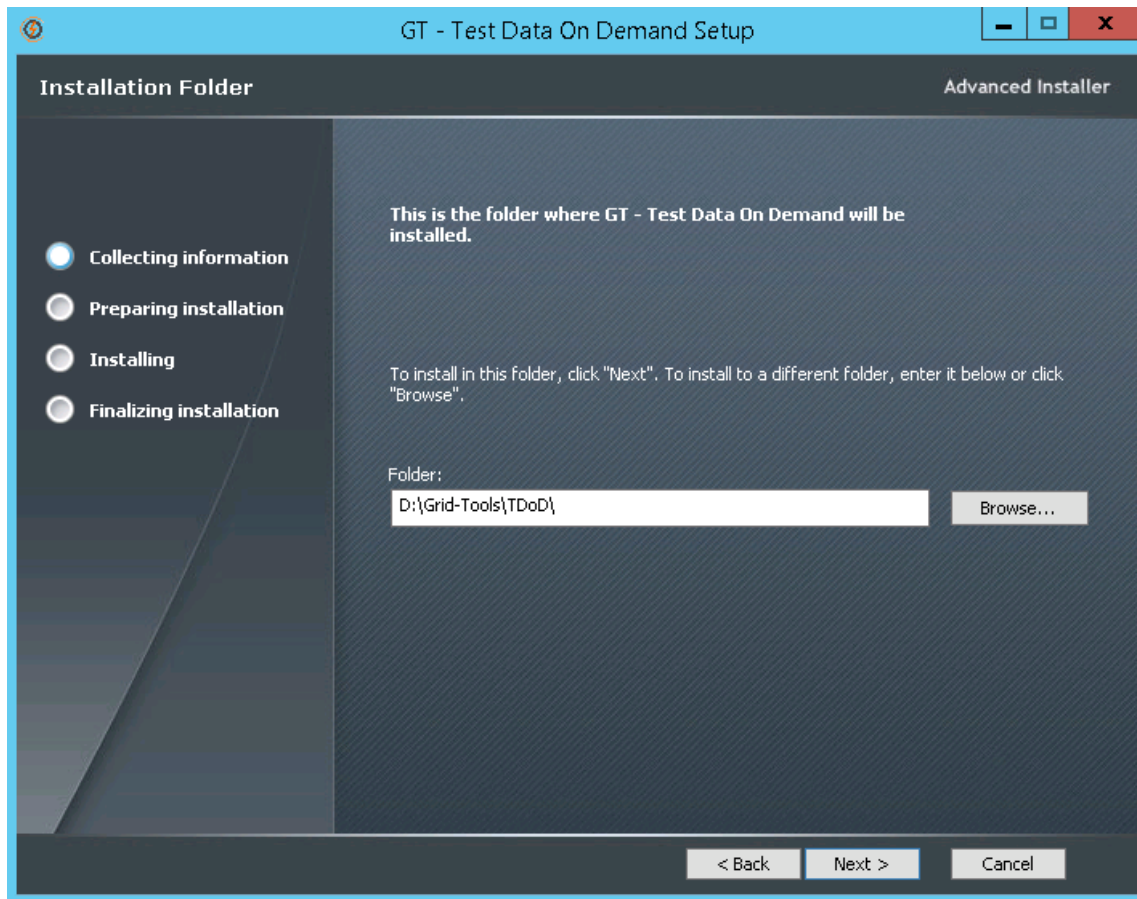 GT - Test Data On Demand Setup
Installation Folder
Advanced Installer
Collecting information
Preparing installation
Installing
Finalizing installation
This is the folder where GT - Test Data On Demand will be
installed.
To install in this folder, click "Next". To install to a different folder, enter it below or click
"Browse".
Folder:
D:\Grid-Tools\TDoD\
Browse...
< Back
Next >
Cancel